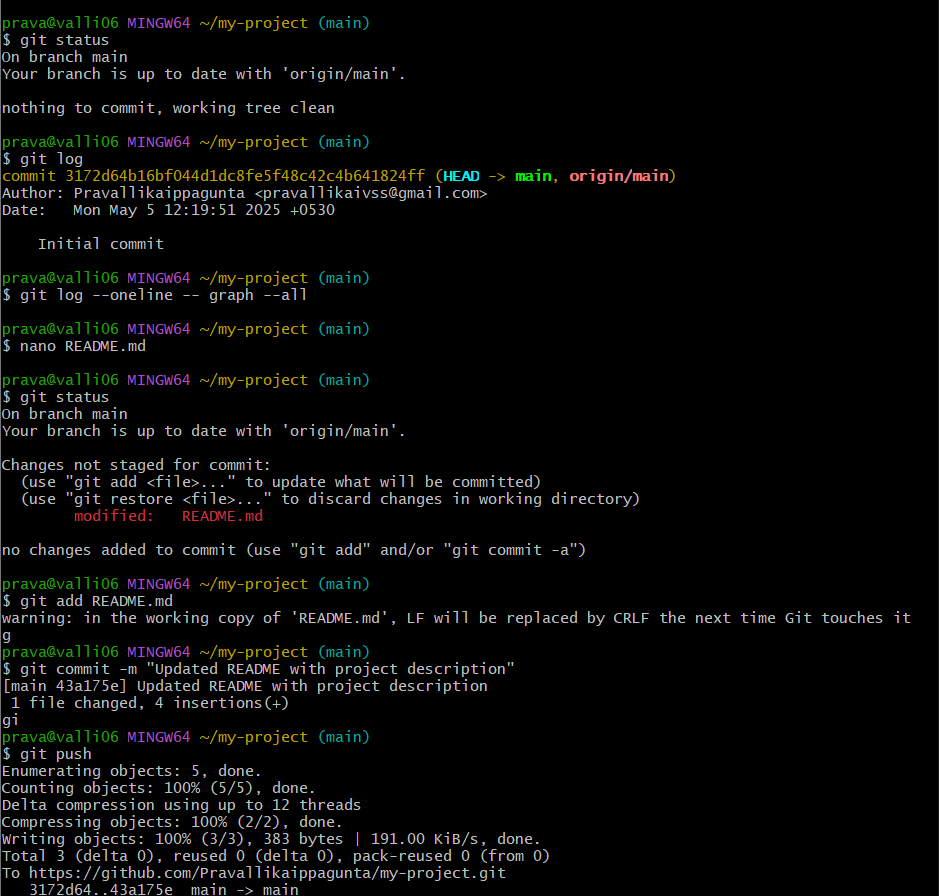 prava@valli06 MINGW64 ~/my-project (main)
$ git status
On branch main
Your branch is up to date with 'origin/main'.
nothing to commit, working tree clean
prava@valli06 MINGW64 ~/my-project (main)
$ git log
commit 3172d64b16bf044d1dc8fe5f48c42c4b641824ff (HEAD -> main, origin/main)
Author: Pravallikaippagunta <pravallikaivss@gmail.com>
Date:   Mon May 5 12:19:51 2025 +0530
    Initial commit
prava@valli06 MINGW64 ~/my-project (main)
$ git log --oneline -- graph --all
prava@valli06 MINGW64 ~/my-project (main)
$ nano README.md
prava@valli06 MINGW64 ~/my-project (main)
$ git status
On branch main
Your branch is up to date with 'origin/main'.
Changes not staged for commit:
  (use "git add <file>..." to update what will be committed)
  (use "git restore <file>..." to discard changes in working directory)
        modified:   README.md
no changes added to commit (use "git add" and/or "git commit -a")
prava@valli06 MINGW64 ~/my-project (main)
$ git add README.md
warning: in the working copy of 'README.md', LF will be replaced by CRLF the next time Git touches it
g
prava@valli06 MINGW64 ~/my-project (main)
$ git commit -m "Updated README with project description"
[main 43a175e] Updated README with project description
 1 file changed, 4 insertions(+)
gi
prava@valli06 MINGW64 ~/my-project (main)
$ git push
Enumerating objects: 5, done.
Counting objects: 100% (5/5), done.
Delta compression using up to 12 threads
Compressing objects: 100% (2/2), done.
Writing objects: 100% (3/3), 383 bytes | 191.00 KiB/s, done.
Total 3 (delta 0), reused 0 (delta 0), pack-reused 0 (from 0)
To https://github.com/Pravallikaippagunta/my-project.git
   3172d64..43a175e  main -> main